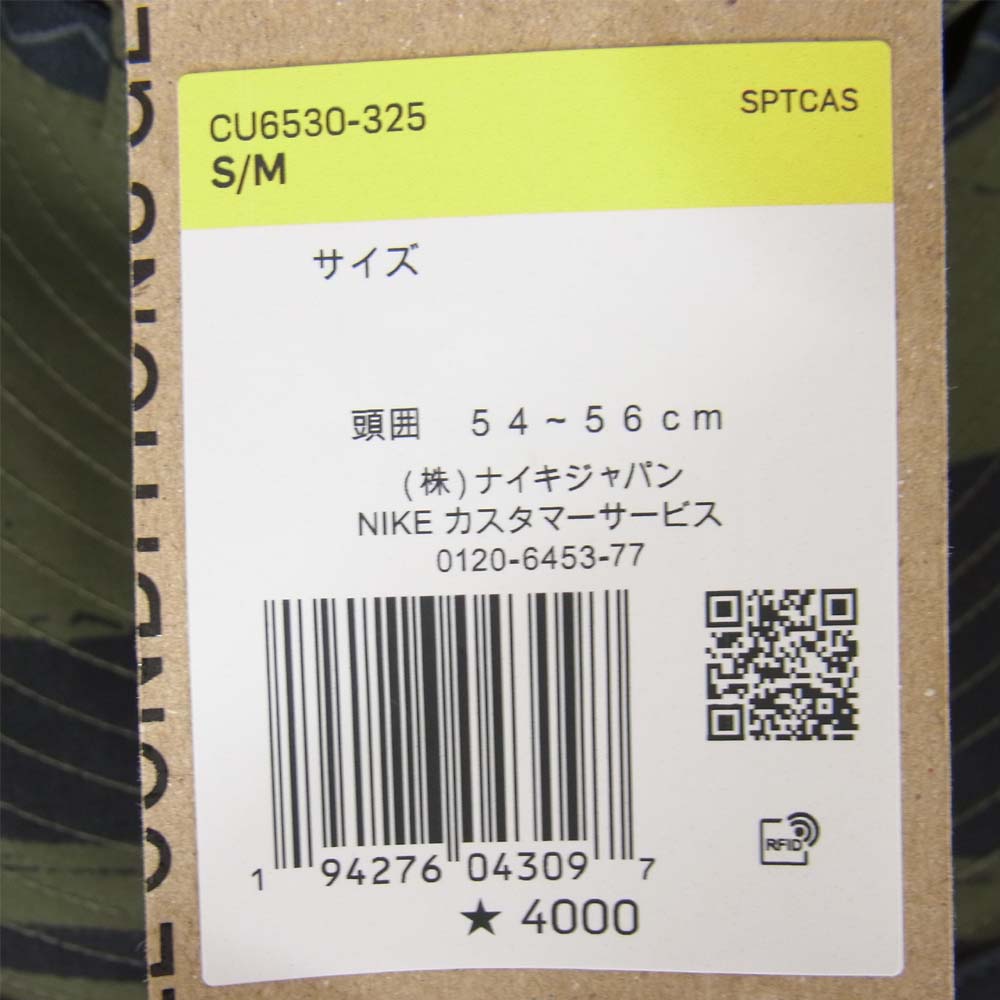 CU6530-325
SPTCAS
S/M
サイズ
頭囲 54~56cm
(株)ナイキジャパン
NIKE カスタマーサービス
0120-6453-77
1 94276 04309 7
★ 4000
RFID